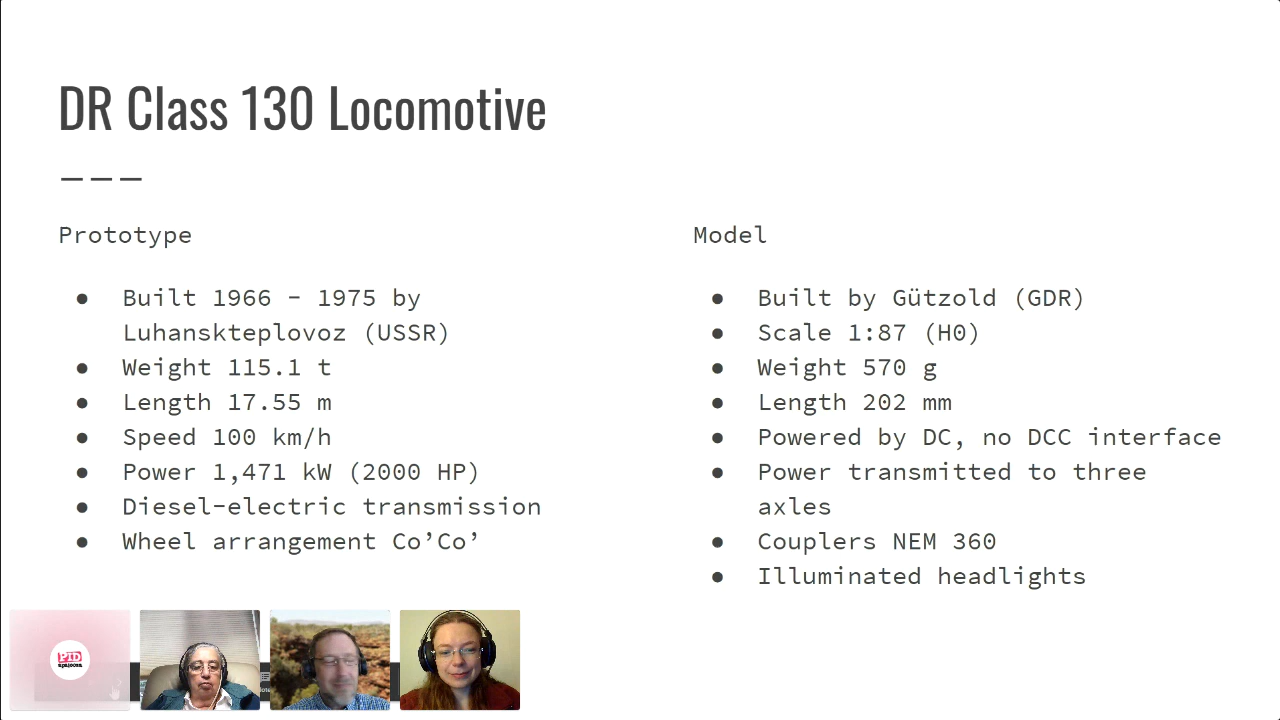 DR Class 130 Locomotive
Prototype
● Built 1966 - 1975 by
Luhanskteplovoz (USSR)
● Weight 115.1 t
● Length 17.55 m
● Speed 100 km/h
● Power 1,471 kW (2000 HP)
● Diesel-electric transmission
● Wheel arrangement Co’Co’
Model
● Built by Gützold (GDR)
● Scale 1:87 (H0)
● Weight 570 g
● Length 202 mm
● Powered by DC, no DCC interface
● Power transmitted to three
axles
● Couplers NEM 360
● Illuminated headlights
PID
apalooza